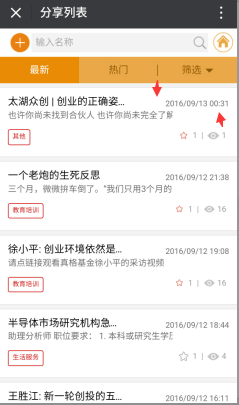 分享列表
输入名称
最新 热门 筛选
太湖众创 | 创业的正确姿... 2016/09/13 00:31
也许你尚未找到合伙人 也许你尚未完全了解
其他 1 | 1
一个老炮的生死反思 2016/09/12 21:38
三个月，微微拚车倒了。“我们只用3个月的
教育培训 1 | 16
徐小平: 创业环境依然是... 2016/09/12 19:08
请点链接观看真格基金徐小平的采访视频
教育培训 1 | 16
半导体市场研究机构急... 2016/09/12 18:44
助理分析师 职位要求： 1. 本科或研究生学历
生活服务 1 | 4
王胜江: 新一轮创投的五... 2016/09/12 16:11